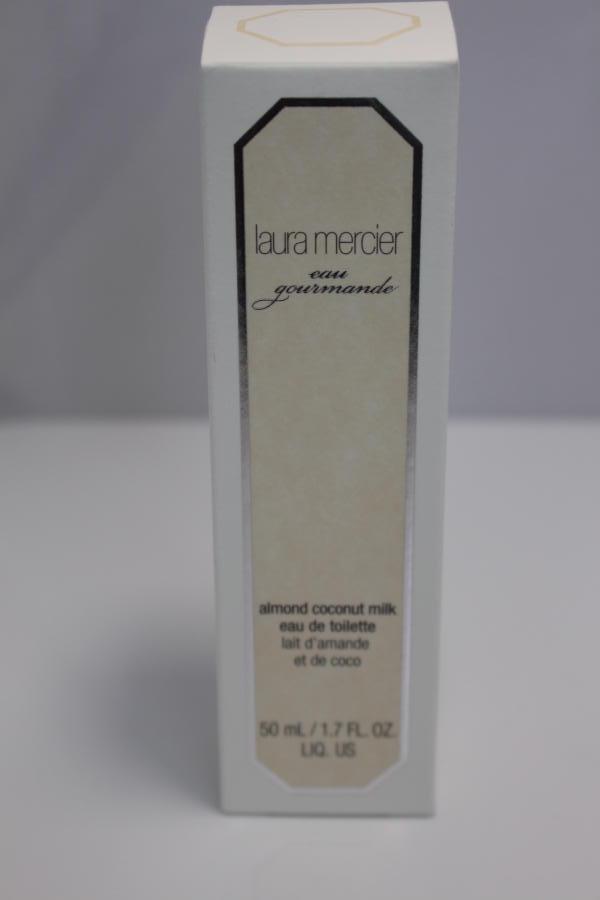 laura mercier
eau
gourmande
almond coconut milk
eau de toilette
lait d'amande
et de coco
50 mL / 1.7 FL. OZ.
LIQ. US